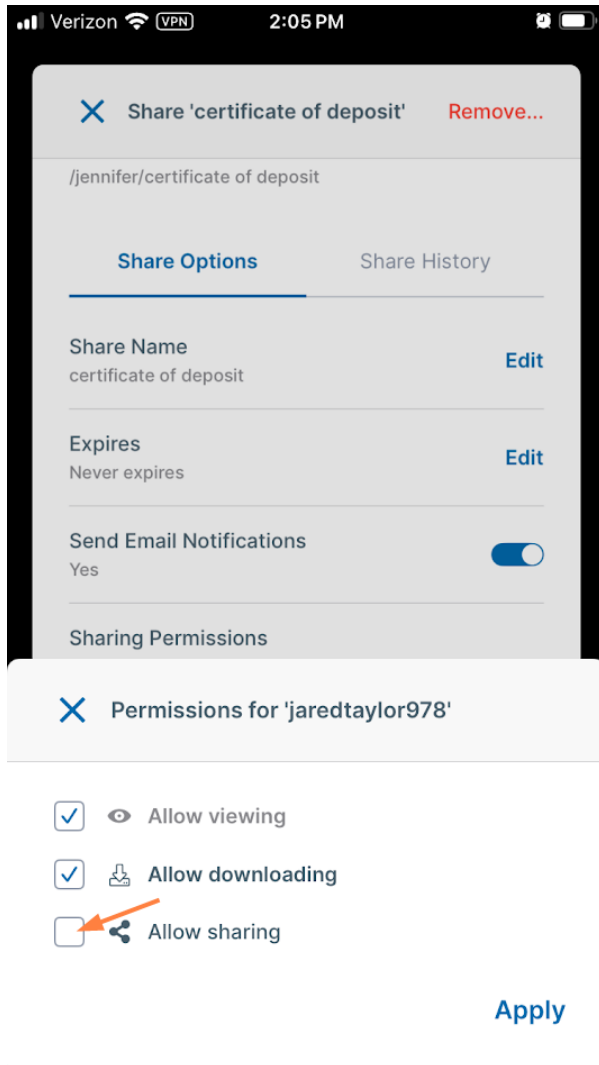 Verizon VPN 2:05 PM
Share 'certificate of deposit' Remove...
/jennifer/certificate of deposit
Share Options Share History
Share Name
certificate of deposit
Edit
Expires
Never expires
Edit
Send Email Notifications
Yes
Sharing Permissions
Permissions for 'jaredtaylor978'
Allow viewing
Allow downloading
Allow sharing
Apply